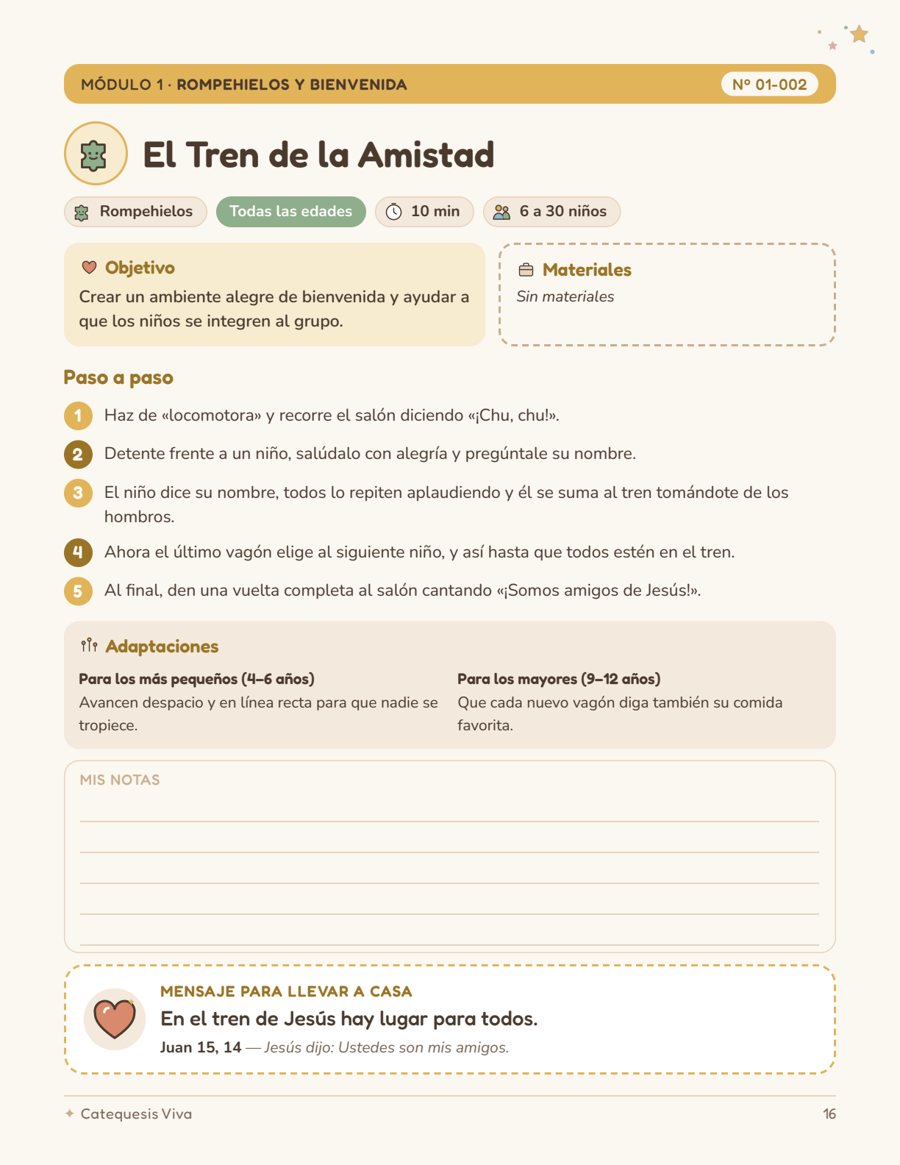 MÓDULO 1 · ROMPEHIELOS Y BIENVENIDA
Nº 01-002
El Tren de la Amistad
Rompehielos
Todas las edades
10 min
6 a 30 niños
Objetivo
Crear un ambiente alegre de bienvenida y ayudar a
que los niños se integren al grupo.
Materiales
Sin materiales
Paso a paso
1 Haz de «locomotora» y recorre el salón diciendo «¡Chu, chu!».
2 Detente frente a un niño, salúdalo con alegría y pregúntale su nombre.
3 El niño dice su nombre, todos lo repiten aplaudiendo y él se suma al tren tomándote de los
hombros.
4 Ahora el último vagón elige al siguiente niño, y así hasta que todos estén en el tren.
5 Al final, den una vuelta completa al salón cantando «¡Somos amigos de Jesús!».
Adaptaciones
Para los más pequeños (4–6 años)
Avancen despacio y en línea recta para que nadie se
tropiece.
Para los mayores (9–12 años)
Que cada nuevo vagón diga también su comida
favorita.
MIS NOTAS
MENSAJE PARA LLEVAR A CASA
En el tren de Jesús hay lugar para todos.
Juan 15, 14 — Jesús dijo: Ustedes son mis amigos.
Catequesis Viva
16